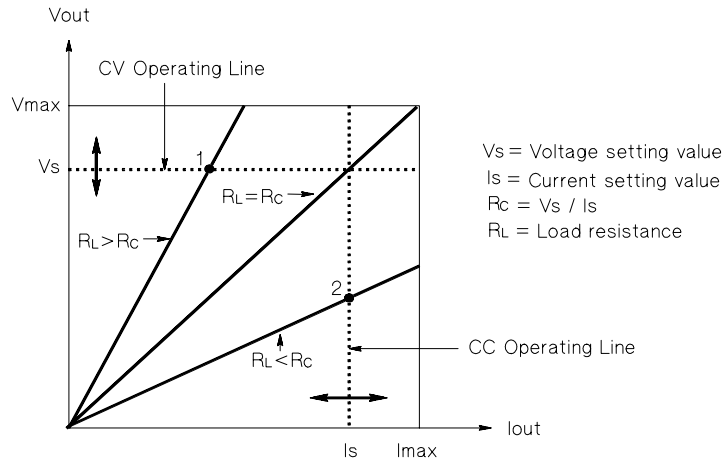 Vout
CV Operating Line
Vmax
1
Vs
Vs = Voltage setting value
Is = Current setting value
RC = Vs / Is
RL = Load resistance
RL=RC
RL>RC
2
RL<RC
CC Operating Line
Iout
Is
Imax